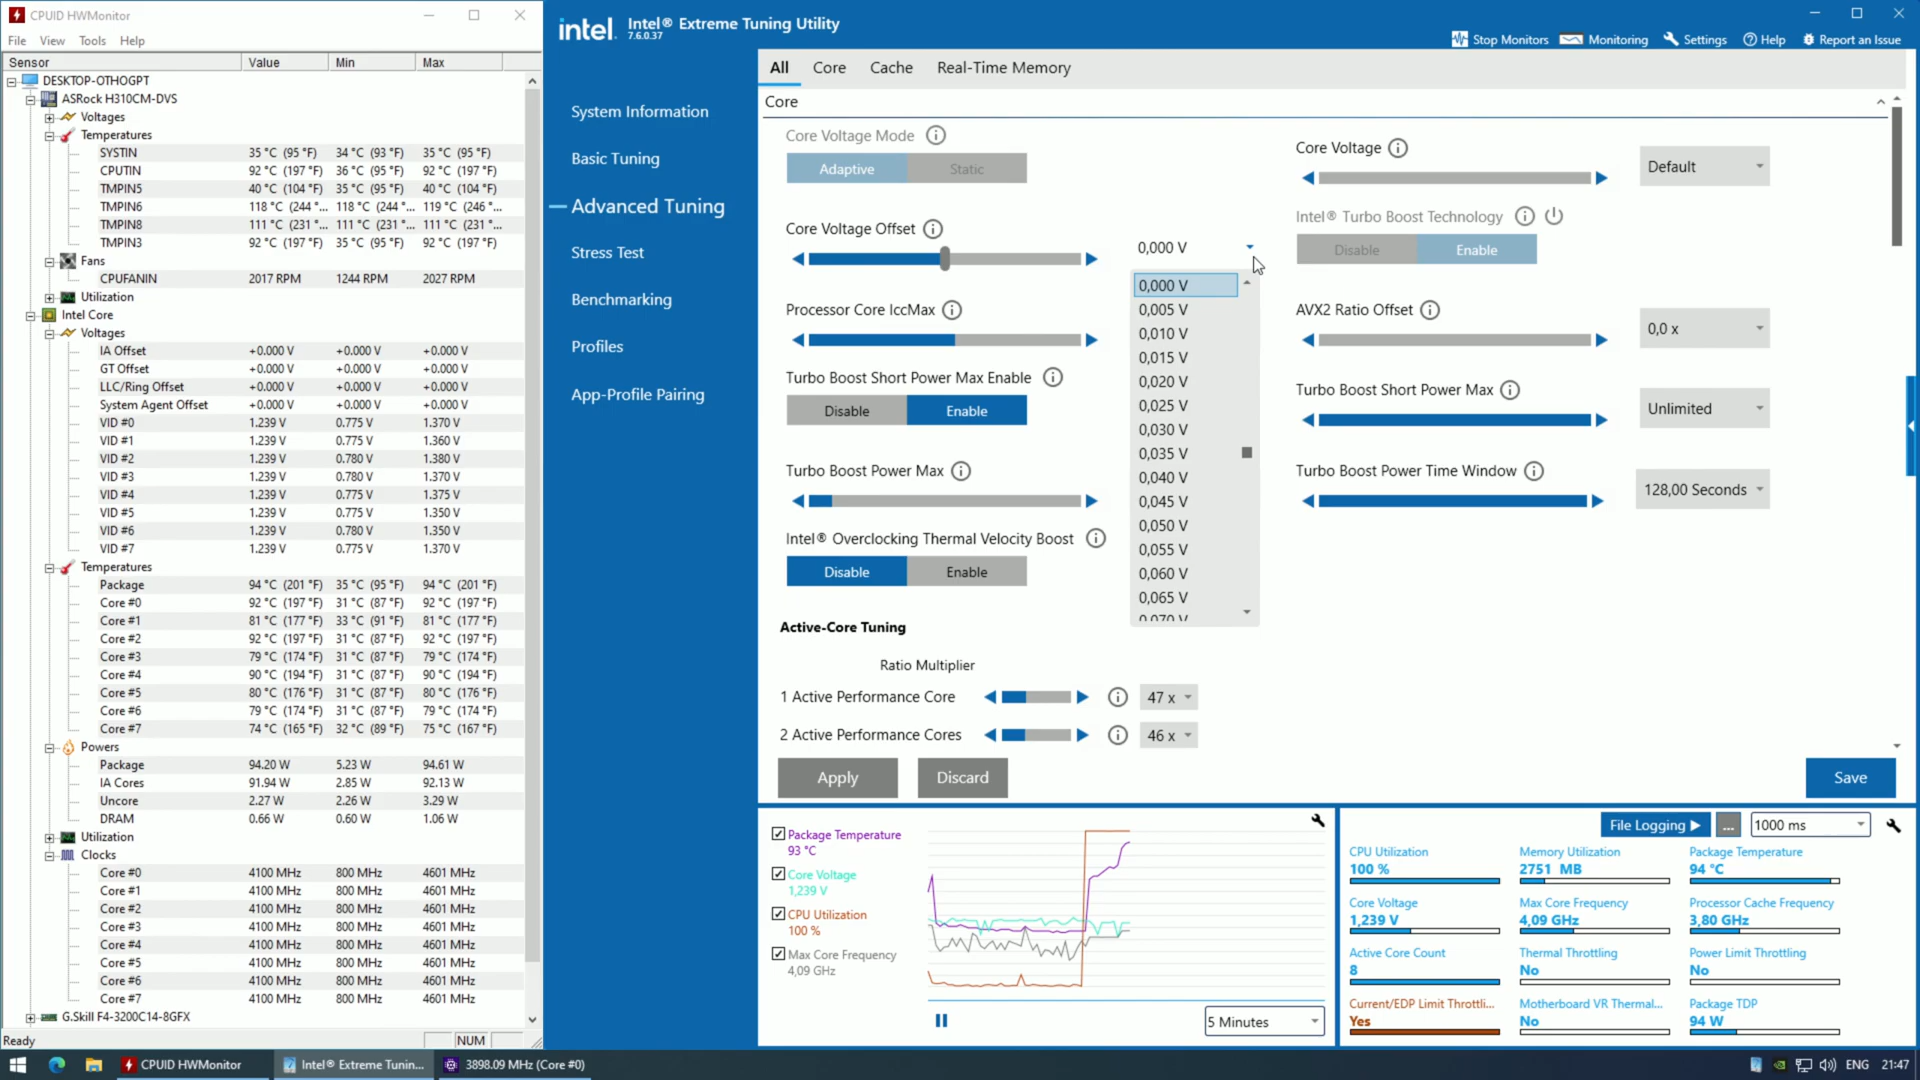 CPUID HWMonitor
File View Tools Help
Sensor Value Min Max
DESKTOP-OTHOGPT
ASRock H310CM-DVS
Voltages
Temperatures
SYSTIN 35 °C (95 °F) 34 °C (93 °F) 35 °C (95 °F)
CPUTIN 92 °C (197 °F) 36 °C (95 °F) 92 °C (197 °F)
TMPIN5 40 °C (104 °F) 35 °C (95 °F) 40 °C (104 °F)
TMPIN6 118 °C (244 °... 118 °C (244 °... 119 °C (246 °...
TMPIN8 111 °C (231 °... 111 °C (231 °... 111 °C (231 °...
TMPIN3 92 °C (197 °F) 35 °C (95 °F) 92 °C (197 °F)
Fans
CPUFANIN 2017 RPM 1244 RPM 2027 RPM
Utilization
Intel Core
Voltages
IA Offset +0.000 V +0.000 V +0.000 V
GT Offset +0.000 V +0.000 V +0.000 V
LLC/Ring Offset +0.000 V +0.000 V +0.000 V
System Agent Offset +0.000 V +0.000 V +0.000 V
VID #0 1.239 V 0.775 V 1.370 V
VID #1 1.239 V 0.775 V 1.360 V
VID #2 1.239 V 0.780 V 1.380 V
VID #3 1.239 V 0.775 V 1.370 V
VID #4 1.239 V 0.775 V 1.375 V
VID #5 1.239 V 0.775 V 1.350 V
VID #6 1.239 V 0.780 V 1.350 V
VID #7 1.239 V 0.775 V 1.370 V
Temperatures
Package 94 °C (201 °F) 35 °C (95 °F) 94 °C (201 °F)
Core #0 92 °C (197 °F) 31 °C (87 °F) 92 °C (197 °F)
Core #1 81 °C (177 °F) 33 °C (91 °F) 81 °C (177 °F)
Core #2 92 °C (197 °F) 31 °C (87 °F) 92 °C (197 °F)
Core #3 79 °C (174 °F) 31 °C (87 °F) 79 °C (174 °F)
Core #4 90 °C (194 °F) 31 °C (87 °F) 90 °C (194 °F)
Core #5 80 °C (176 °F) 31 °C (87 °F) 80 °C (176 °F)
Core #6 79 °C (174 °F) 31 °C (87 °F) 79 °C (174 °F)
Core #7 74 °C (165 °F) 32 °C (89 °F) 75 °C (167 °F)
Powers
Package 94.20 W 5.23 W 94.61 W
IA Cores 91.94 W 2.85 W 92.13 W
Uncore 2.27 W 2.26 W 3.29 W
DRAM 0.66 W 0.60 W 1.06 W
Utilization
Clocks
Core #0 4100 MHz 800 MHz 4601 MHz
Core #1 4100 MHz 800 MHz 4601 MHz
Core #2 4100 MHz 800 MHz 4601 MHz
Core #3 4100 MHz 800 MHz 4601 MHz
Core #4 4100 MHz 800 MHz 4601 MHz
Core #5 4100 MHz 800 MHz 4601 MHz
Core #6 4100 MHz 800 MHz 4601 MHz
Core #7 4100 MHz 800 MHz 4601 MHz
G.Skill F4-3200C14-8GFX
Ready NUM
intel. Intel® Extreme Tuning Utility
7.6.0.37
Stop Monitors Monitoring Settings Help Report an Issue
System Information
Basic Tuning
Advanced Tuning
Stress Test
Benchmarking
Profiles
App-Profile Pairing
All Core Cache Real-Time Memory
Core
Core Voltage Mode
Adaptive Static
Core Voltage
Default
Core Voltage Offset
0,000 V
Intel® Turbo Boost Technology
Disable Enable
0,000 V
0,005 V
0,010 V
0,015 V
0,020 V
0,025 V
0,030 V
0,035 V
0,040 V
0,045 V
0,050 V
0,055 V
0,060 V
0,065 V
0,070 V
Processor Core IccMax
AVX2 Ratio Offset
0,0 x
Turbo Boost Short Power Max Enable
Disable Enable
Turbo Boost Short Power Max
Unlimited
Turbo Boost Power Max
Turbo Boost Power Time Window
128,00 Seconds
Intel® Overclocking Thermal Velocity Boost
Disable Enable
Active-Core Tuning
Ratio Multiplier
1 Active Performance Core 47 x
2 Active Performance Cores 46 x
Apply Discard Save
Package Temperature
93 °C
Core Voltage
1,239 V
CPU Utilization
100 %
Max Core Frequency
4,09 GHz
5 Minutes
File Logging ... 1000 ms
CPU Utilization Memory Utilization Package Temperature
100 % 2751 MB 94 °C
Core Voltage Max Core Frequency Processor Cache Frequency
1,239 V 4,09 GHz 3,80 GHz
Active Core Count Thermal Throttling Power Limit Throttling
8 No No
Current/EDP Limit Throttli... Motherboard VR Thermal... Package TDP
Yes No 94 W
CPUID HWMonitor Intel® Extreme Tunin... 3898.09 MHz (Core #0) ENG 21:47